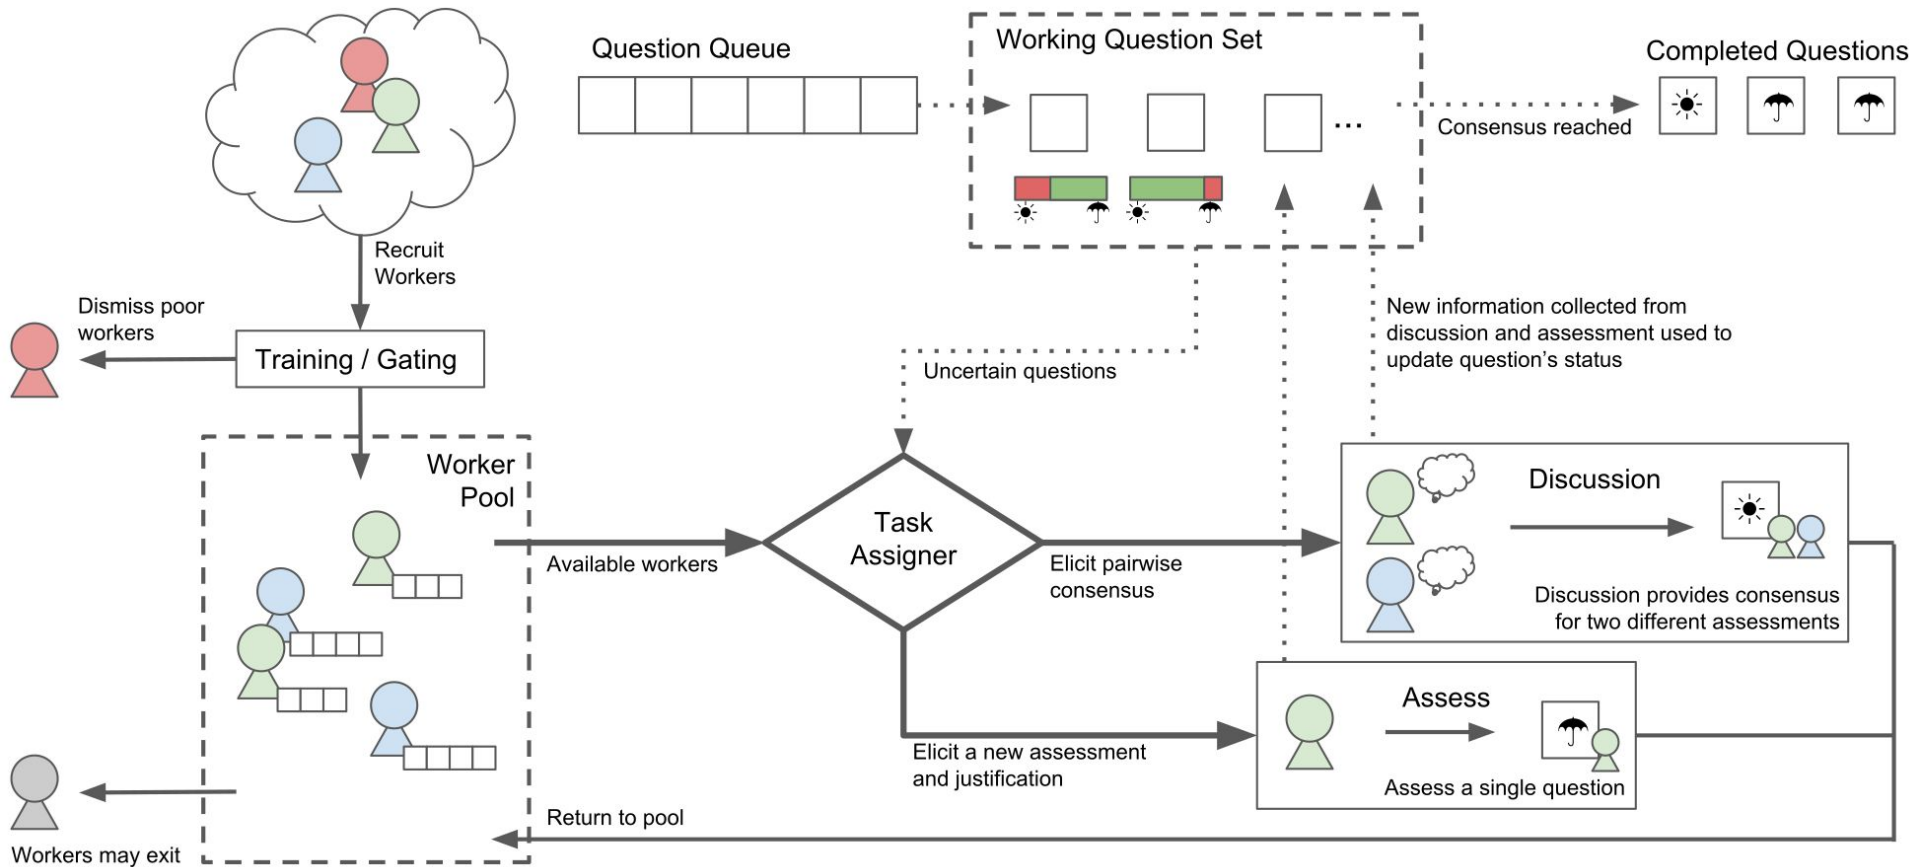 Question Queue
Working Question Set
Completed Questions
...
Consensus reached
Recruit
Workers
Dismiss poor
workers
Training / Gating
New information collected from
discussion and assessment used to
update question's status
Uncertain questions
Worker
Pool
Available workers
Task
Assigner
Elicit pairwise
consensus
Discussion
Discussion provides consensus
for two different assessments
Elicit a new assessment
and justification
Assess
Assess a single question
Return to pool
Workers may exit